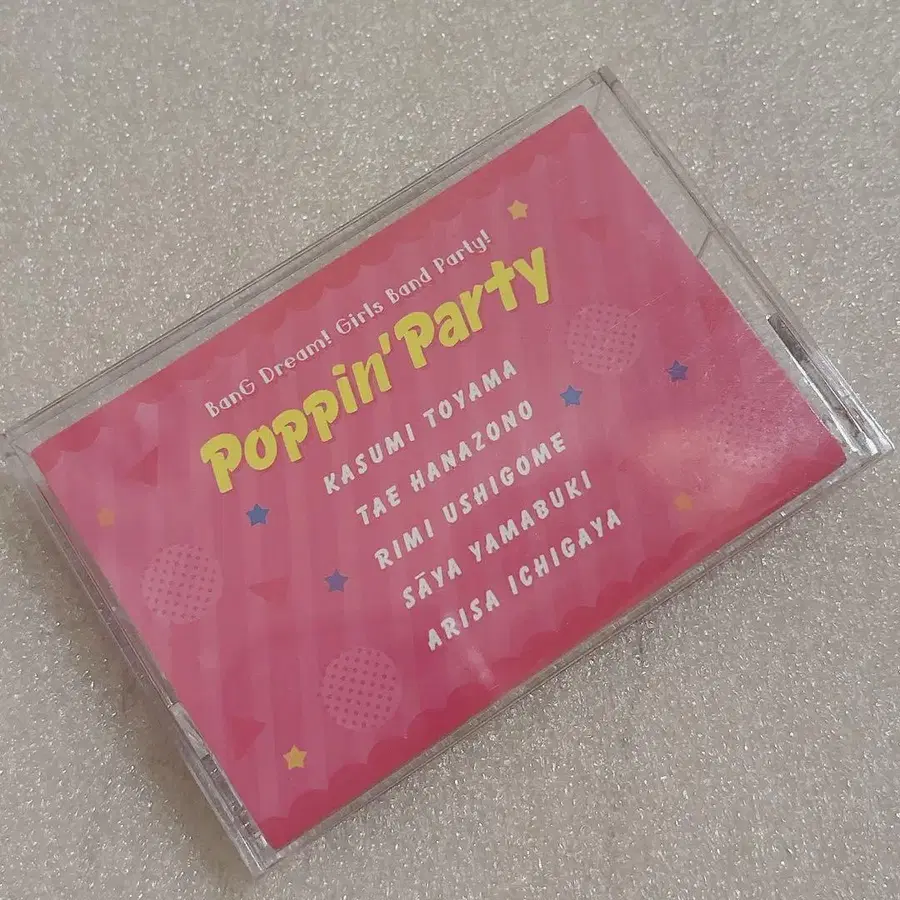 BanG Dream! Girls Band Party!
Poppin'Party
KASUMI TOYAMA
TAE HANAZONO
RIMI USHIGOME
SĀYA YAMABUKI
ARISA ICHIGAYA